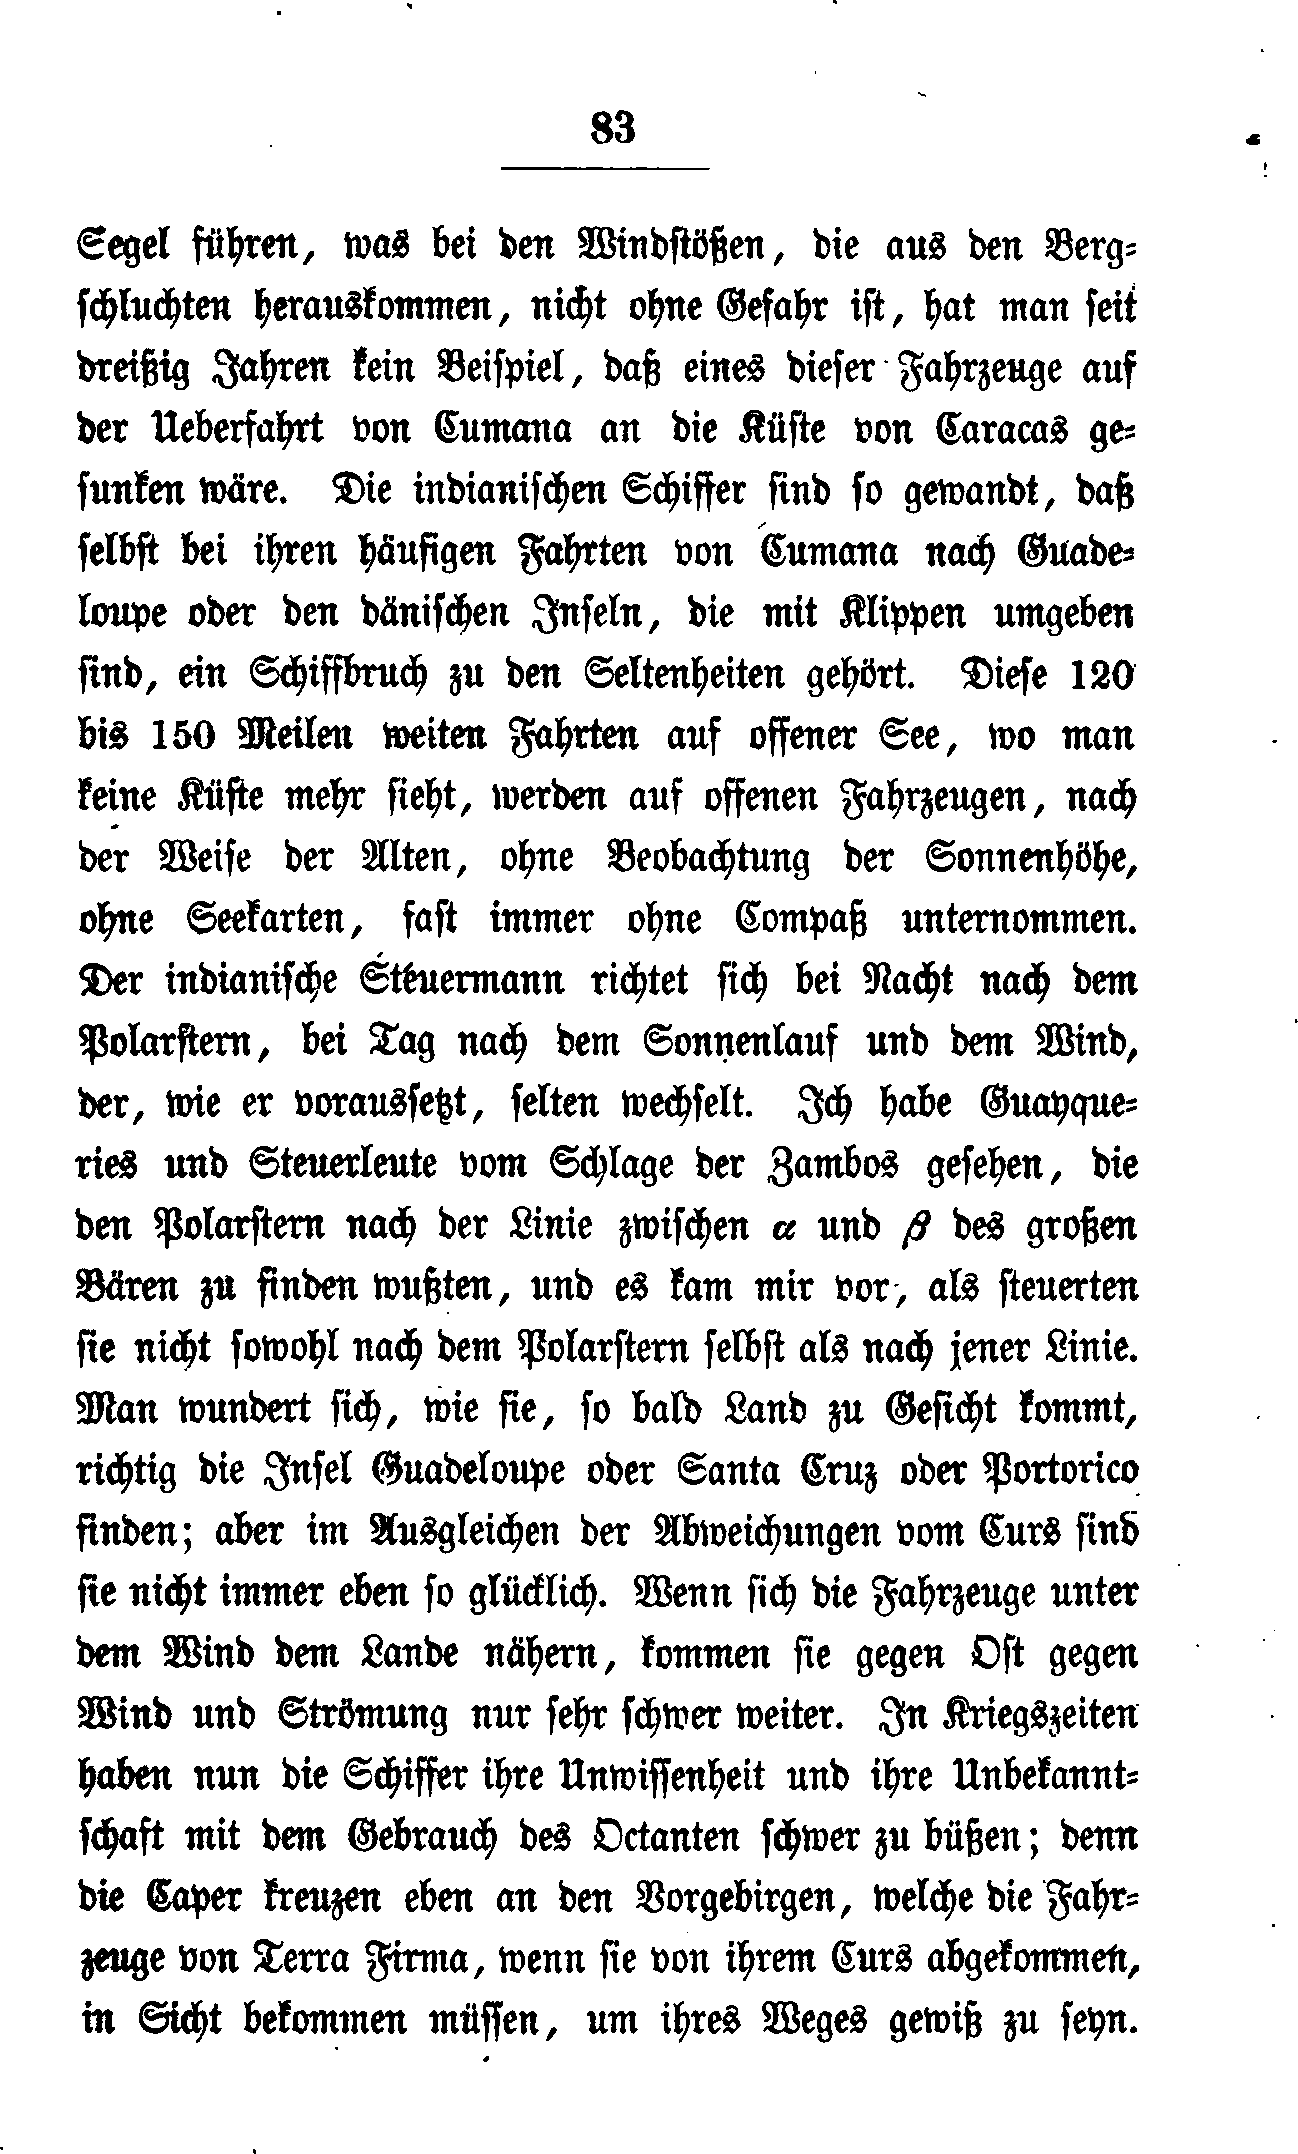 83
Segel führen, was bei den Windstößen, die aus den Berg-
schluchten herauskommen, nicht ohne Gefahr ist, hat man seit
dreißig Jahren kein Beispiel, daß eines dieser Fahrzeuge auf
der Ueberfahrt von Cumana an die Küste von Caracas ge-
sunken wäre. Die indianischen Schiffer sind so gewandt, daß
selbst bei ihren häufigen Fahrten von Cumana nach Guade-
loupe oder den dänischen Inseln, die mit Klippen umgeben
sind, ein Schiffbruch zu den Seltenheiten gehört. Diese 120
bis 150 Meilen weiten Fahrten auf offener See, wo man
keine Küste mehr sieht, werden auf offenen Fahrzeugen, nach
der Weise der Alten, ohne Beobachtung der Sonnenhöhe,
ohne Seekarten, fast immer ohne Compaß unternommen.
Der indianische Steuermann richtet sich bei Nacht nach dem
Polarstern, bei Tag nach dem Sonnenlauf und dem Wind,
der, wie er voraussetzt, selten wechselt. Ich habe Guayque-
ries und Steuerleute vom Schlage der Zambos gesehen, die
den Polarstern nach der Linie zwischen α und β des großen
Bären zu finden wußten, und es kam mir vor, als steuerten
sie nicht sowohl nach dem Polarstern selbst als nach jener Linie.
Man wundert sich, wie sie, so bald Land zu Gesicht kommt,
richtig die Insel Guadeloupe oder Santa Cruz oder Portorico
finden; aber im Ausgleichen der Abweichungen vom Curs sind
sie nicht immer eben so glücklich. Wenn sich die Fahrzeuge unter
dem Wind dem Lande nähern, kommen sie gegen Ost gegen
Wind und Strömung nur sehr schwer weiter. In Kriegszeiten
haben nun die Schiffer ihre Unwissenheit und ihre Unbekannt-
schaft mit dem Gebrauch des Octanten schwer zu büßen; denn
die Caper kreuzen eben an den Vorgebirgen, welche die Fahr-
zeuge von Terra Firma, wenn sie von ihrem Curs abgekommen,
in Sicht bekommen müssen, um ihres Weges gewiß zu seyn.